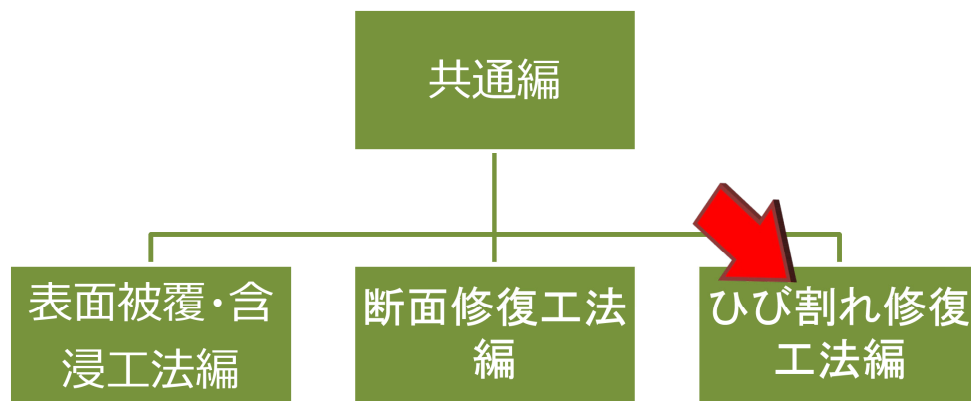 共通編
表面被覆・含
浸工法編
断面修復工法
編
ひび割れ修復
工法編